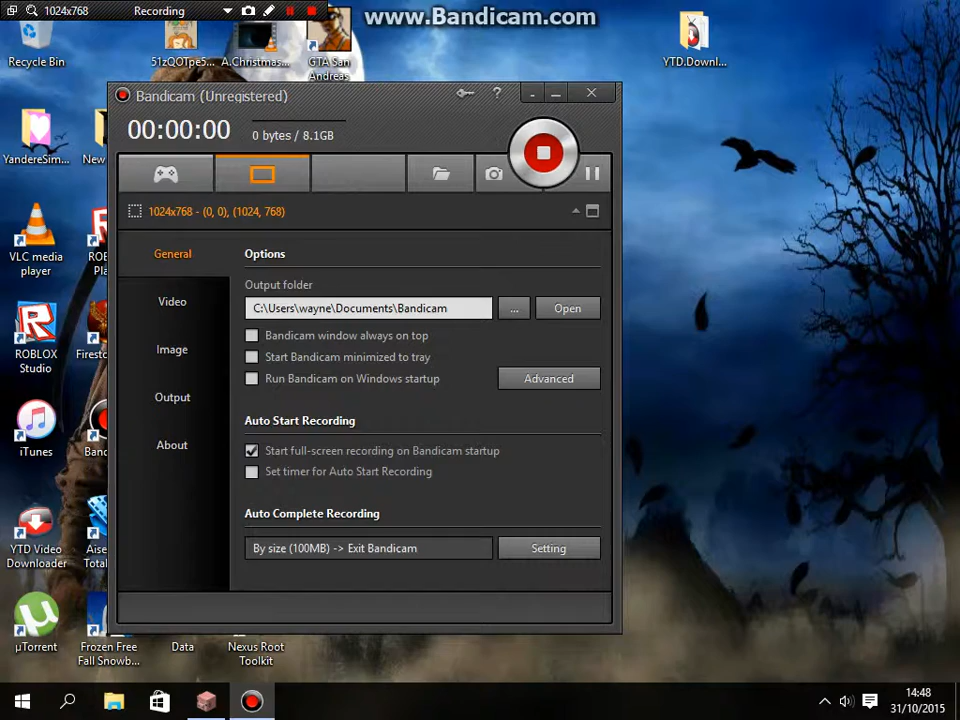 1024x768
Recording
www.Bandicam.com
Recycle Bin
51zQOTpe5...
A.Christmas...
GTA San
Andreas
YTD.Downl...
Bandicam (Unregistered)
?
00:00:00
0 bytes / 8.1GB
1024x768 - (0, 0), (1024, 768)
YandereSim...
New
VLC media
player
ROBLOX
Studio
Firesto
iTunes
Band
YTD Video
Downloader
Aise
Total
µTorrent
Frozen Free
Fall Snowb...
Data
Nexus Root
Toolkit
General
Video
Image
Output
About
Options
Output folder
C:\Users\wayne\Documents\Bandicam
...
Open
Bandicam window always on top
Start Bandicam minimized to tray
Run Bandicam on Windows startup
Advanced
Auto Start Recording
Start full-screen recording on Bandicam startup
Set timer for Auto Start Recording
Auto Complete Recording
By size (100MB) -> Exit Bandicam
Setting
14:48
31/10/2015